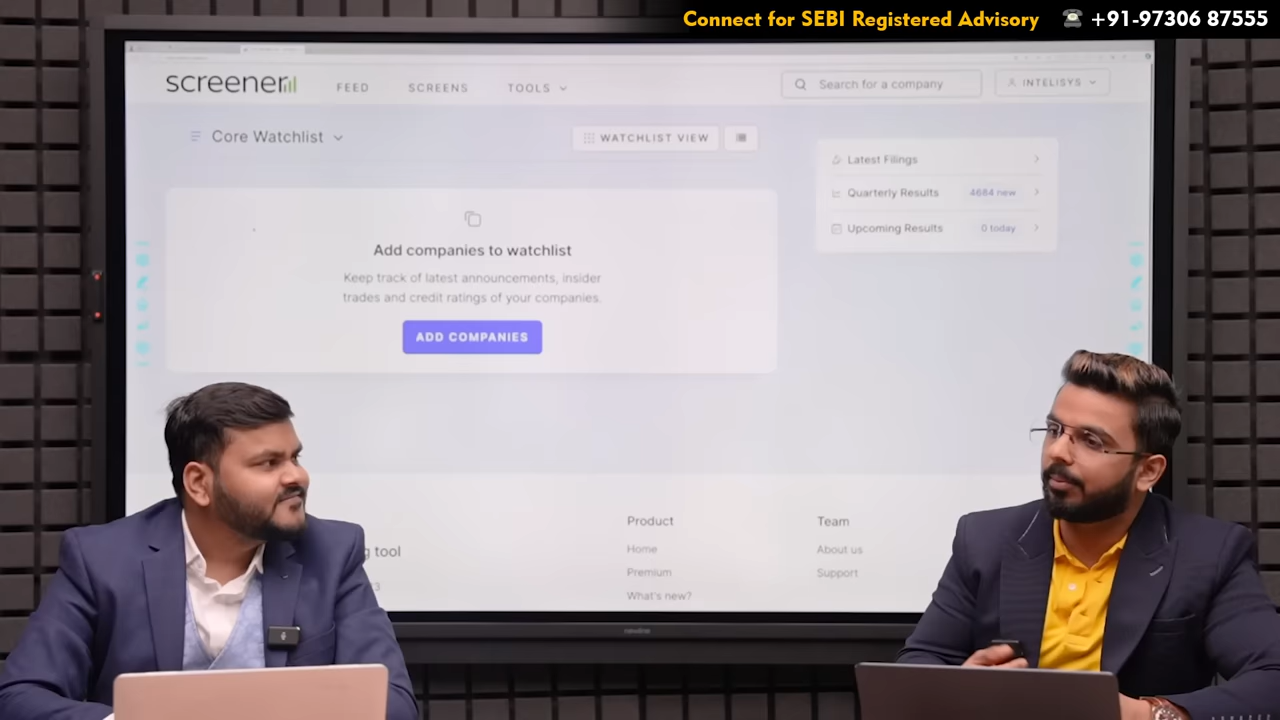 Connect for SEBI Registered Advisory ☎ +91-97306 87555
screener FEED SCREENS TOOLS Search for a company INTELISYS
Core Watchlist WATCHLIST VIEW
Latest Filings
Quarterly Results 4684 new
Upcoming Results 0 today
Add companies to watchlist
Keep track of latest announcements, insider
trades and credit ratings of your companies.
ADD COMPANIES
Product Team
g tool Home About us
Premium Support
3 What's new?
newline